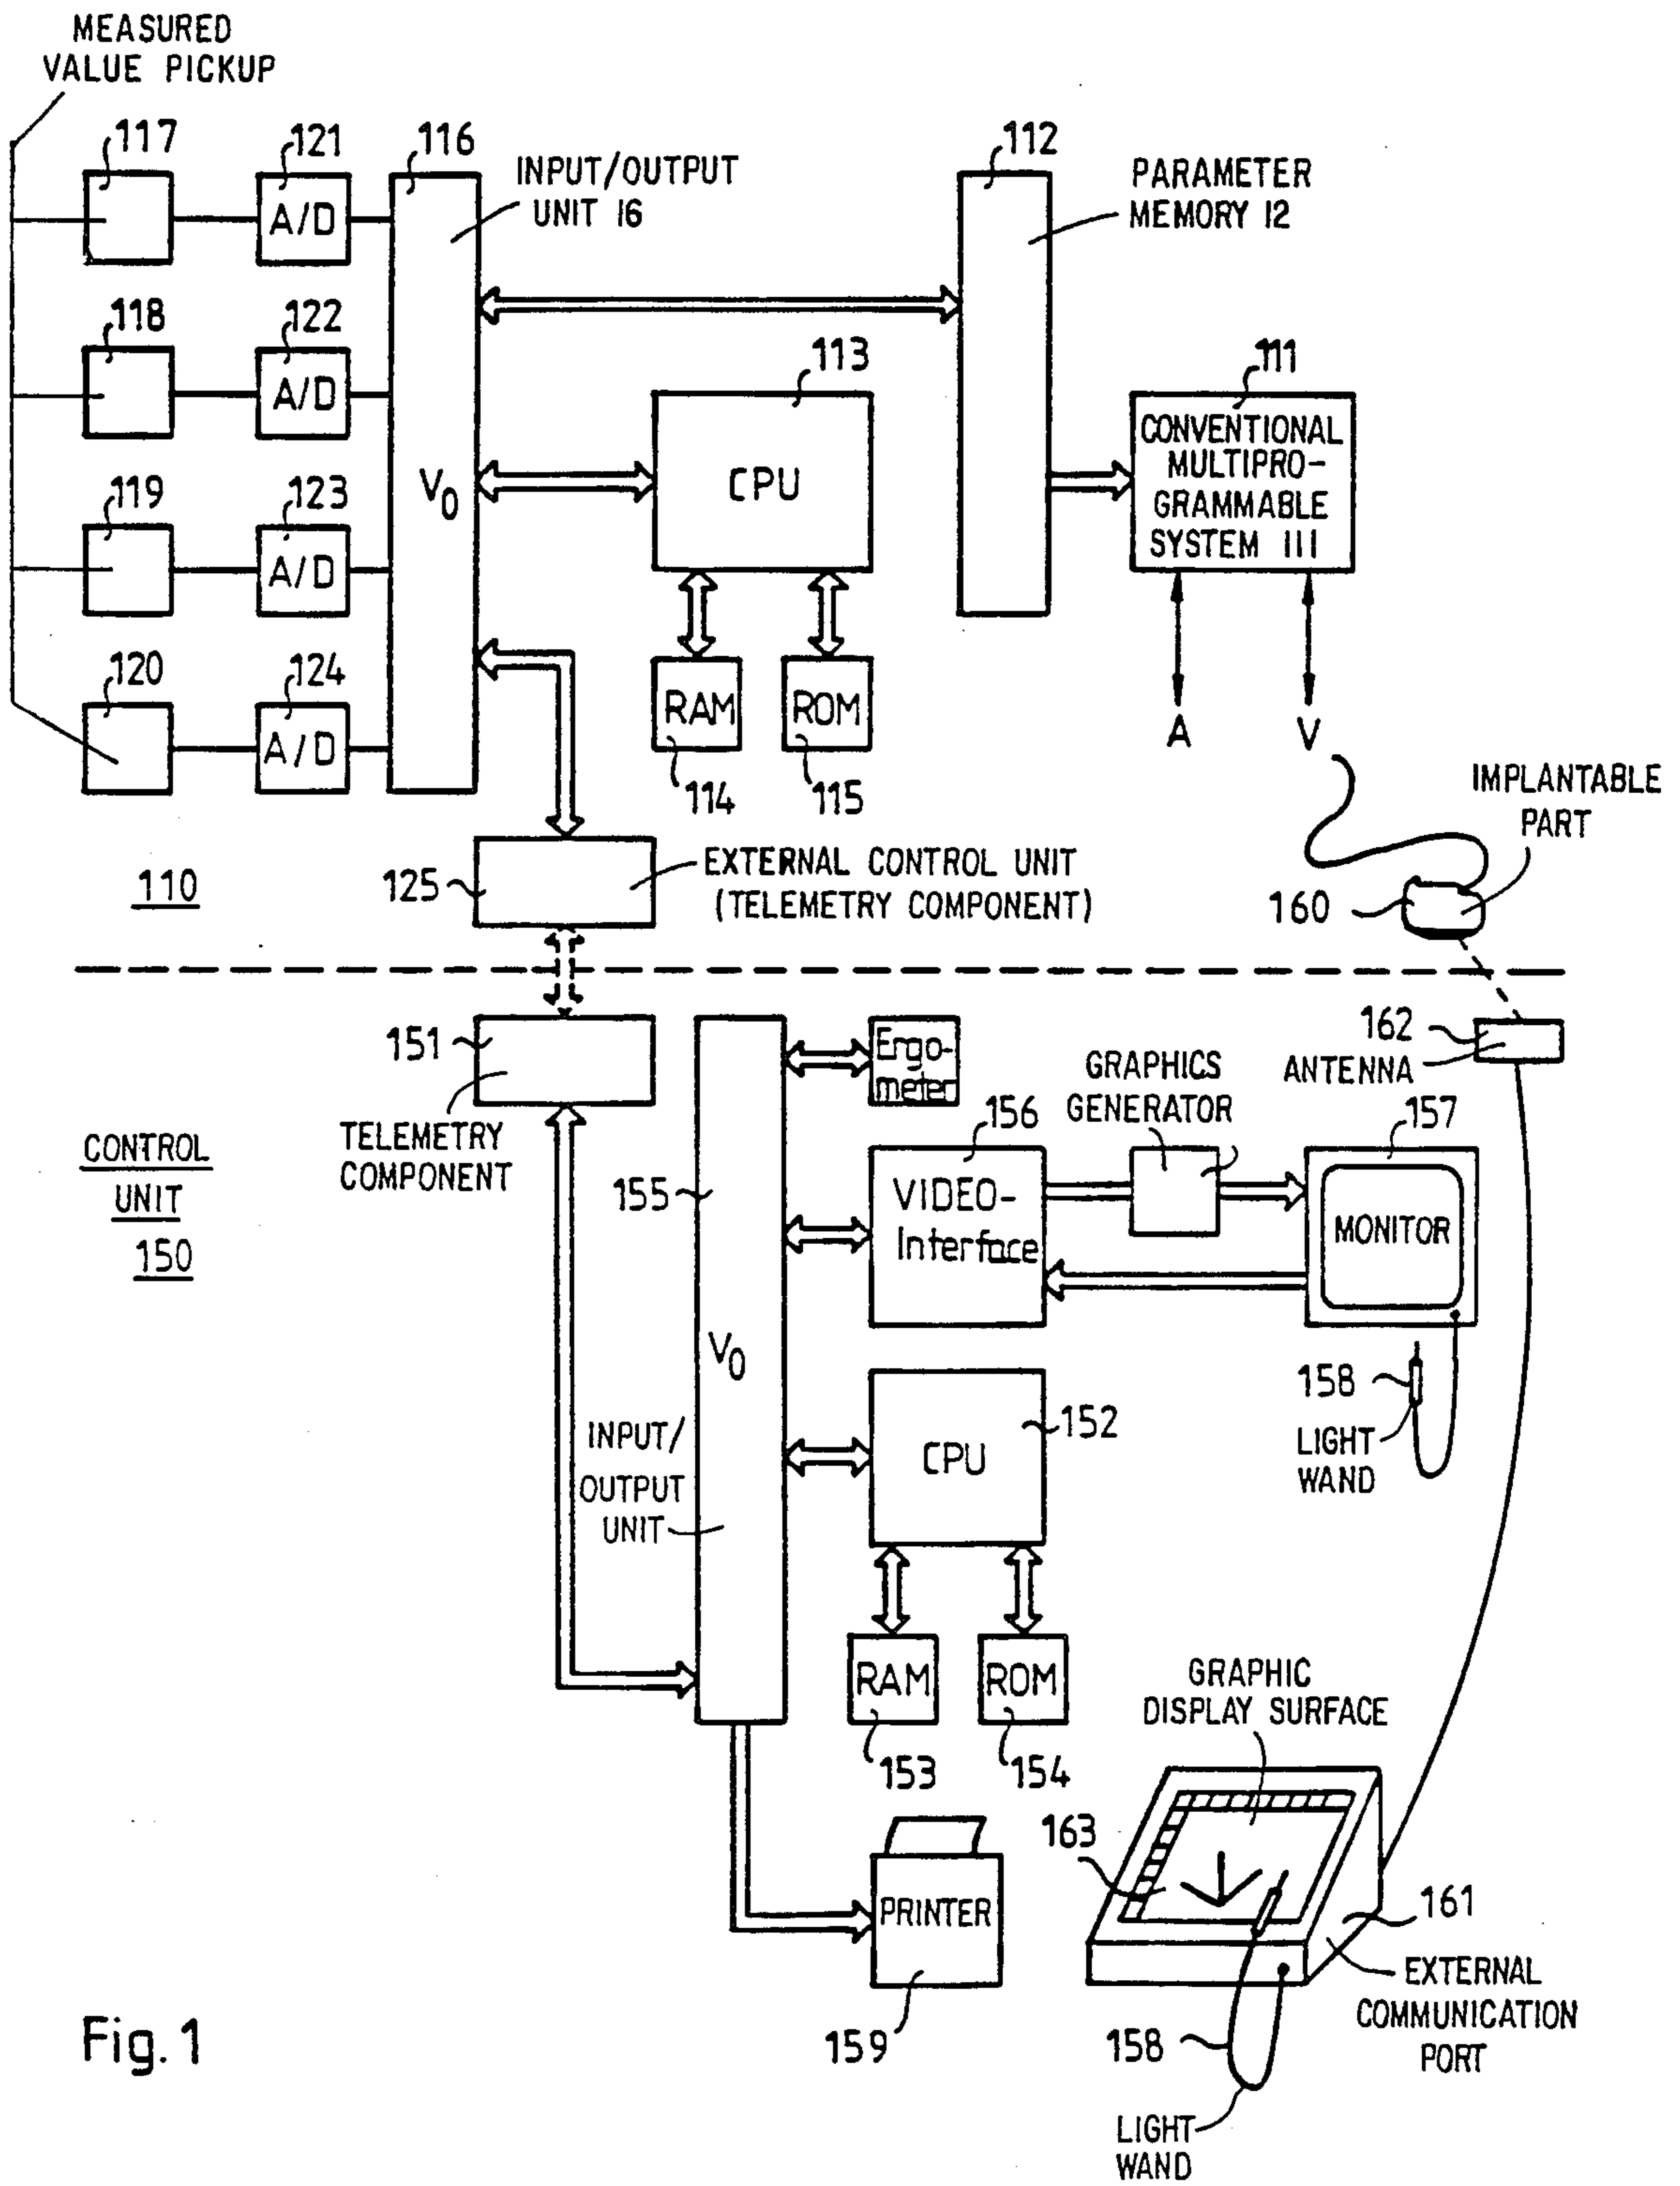 MEASURED
VALUE PICKUP
117
121
116
INPUT/OUTPUT
UNIT 16
112
PARAMETER
MEMORY 12
A/D
118
122
A/D
113
CPU
111
CONVENTIONAL
MULTIPRO-
GRAMMABLE
SYSTEM 111
V0
119
123
A/D
120
124
A/D
RAM
ROM
114
115
A
V
IMPLANTABLE
PART
160
110
125
EXTERNAL CONTROL UNIT
(TELEMETRY COMPONENT)
151
TELEMETRY
COMPONENT
Ergo-
meter
162
ANTENNA
GRAPHICS
GENERATOR
CONTROL
UNIT
150
155
156
VIDEO-
Interface
157
MONITOR
V0
158
LIGHT
WAND
INPUT/
OUTPUT
UNIT
CPU
152
RAM
ROM
153
154
GRAPHIC
DISPLAY SURFACE
163
161
PRINTER
159
EXTERNAL
COMMUNICATION
PORT
158
LIGHT
WAND
Fig. 1